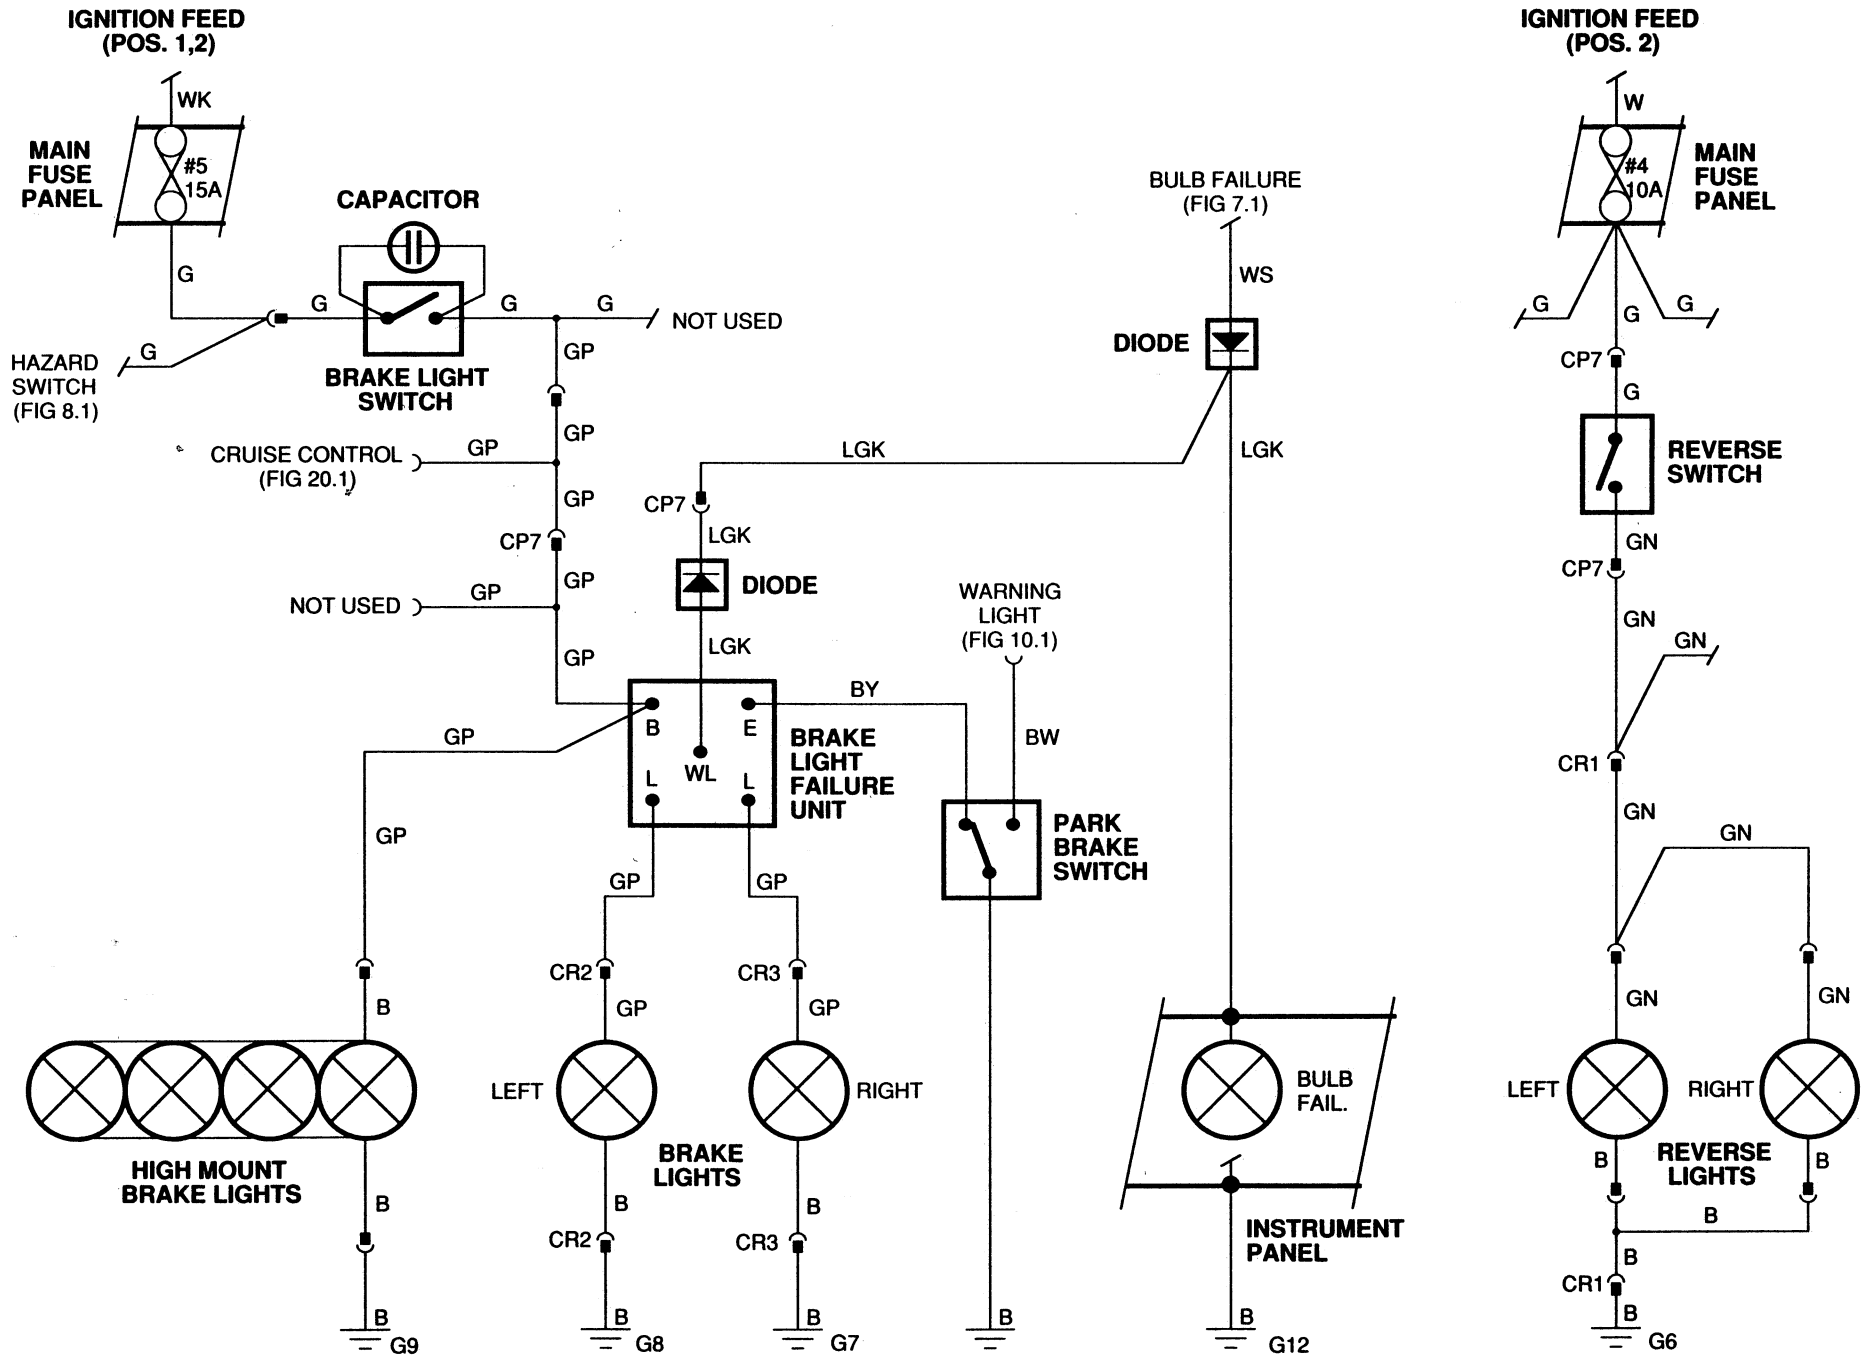 IGNITION FEED
(POS. 1,2)
WK
MAIN
FUSE
PANEL
#5
15A
G
CAPACITOR
G
G
G
NOT USED
HAZARD
SWITCH
(FIG 8.1)
G
BRAKE LIGHT
SWITCH
GP
GP
CRUISE CONTROL
(FIG 20.1)
GP
GP
CP7
GP
NOT USED
GP
GP
BULB FAILURE
(FIG 7.1)
WS
DIODE
LGK
LGK
CP7
LGK
DIODE
LGK
WARNING
LIGHT
(FIG 10.1)
BY
BW
B
E
WL
L
L
BRAKE
LIGHT
FAILURE
UNIT
PARK
BRAKE
SWITCH
GP
GP
GP
GP
CR2
CR3
B
GP
GP
LEFT
RIGHT
BRAKE
LIGHTS
HIGH MOUNT
BRAKE LIGHTS
B
B
B
CR2
CR3
B
G9
B
G8
B
G7
B
BULB
FAIL.
INSTRUMENT
PANEL
B
G12
IGNITION FEED
(POS. 2)
W
#4
10A
MAIN
FUSE
PANEL
G
G
G
CP7
G
REVERSE
SWITCH
GN
CP7
GN
GN
CR1
GN
GN
GN
GN
LEFT
RIGHT
REVERSE
LIGHTS
B
B
B
B
CR1
B
G6